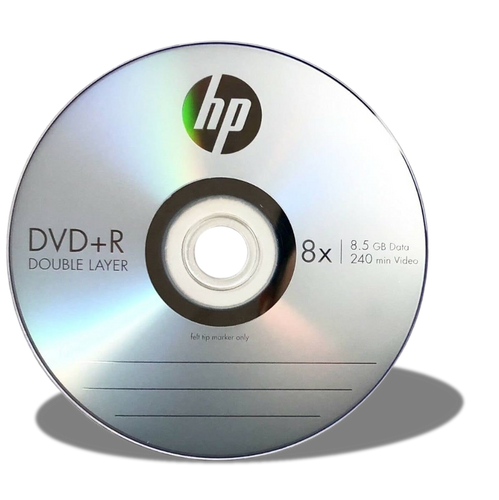 hp
DVD+R
DOUBLE LAYER
8x
8.5 GB Data
240 min Video
felt tip marker only